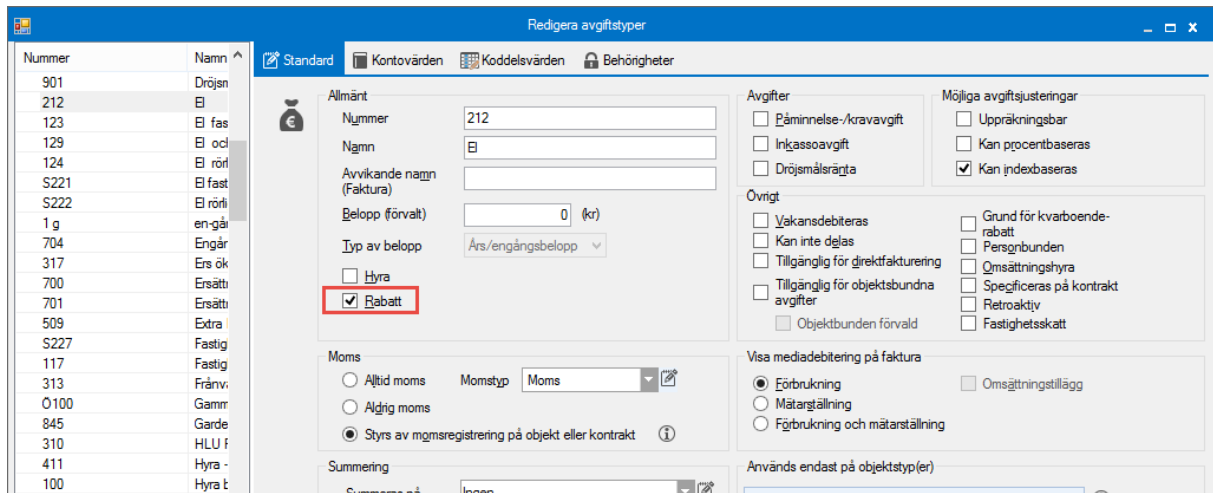 Redigera avgiftstyper
Nummer Namn
901 Dröjsn
212 El
123 El fas
129 El och
124 El rörl
S221 El fast
S222 El rörli
1 g en-gån
704 Engår
317 Ers ök
700 Ersättı
701 Ersättı
509 Extra
S227 Fastig
117 Fastig
313 Frånva
Ö100 Gamm
845 Garde
310 HLU F
411 Hyra -
100 Hyra b
Standard Kontovärden Koddelsvärden Behörigheter
Allmänt
Nummer 212
Namn El
Avvikande namn
(Faktura)
Belopp (förvalt) 0 (kr)
Typ av belopp Års/engångsbelopp
Hyra
Rabatt
Moms
Alltid moms Momstyp Moms
Aldrig moms
Styrs av momsregistrering på objekt eller kontrakt
Summering
Summeras på Ingen
Avgifter
Påminnelse-/kravavgift
Inkassoavgift
Dröjsmålsränta
Möjliga avgiftsjusteringar
Uppräkningsbar
Kan procentbaseras
Kan indexbaseras
Övrigt
Vakansdebiteras
Kan inte delas
Tillgänglig för direktfakturering
Tillgänglig för objektsbundna
avgifter
Objektbunden förvald
Grund för kvarboende-
rabatt
Personbunden
Omsättningshyra
Specificeras på kontrakt
Retroaktiv
Fastighetsskatt
Visa mediadebitering på faktura
Förbrukning
Mätarställning
Förbrukning och mätarställning
Omsättningstillägg
Används endast på objektstyp(er)